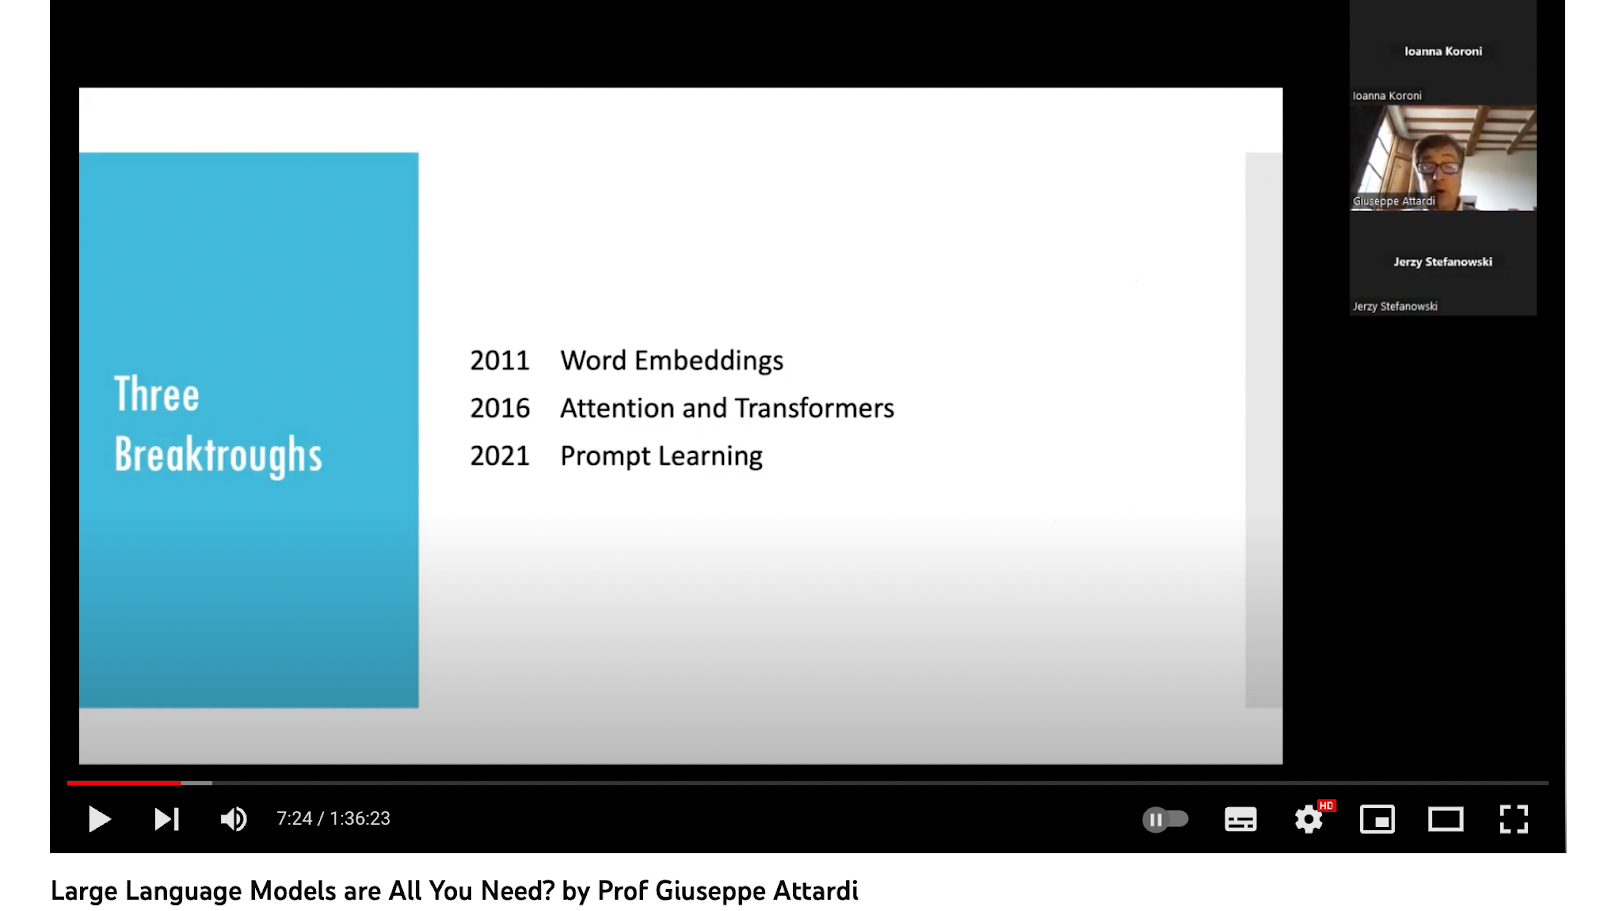 Ioanna Koroni
Ioanna Koroni
Giuseppe Attardi
Jerzy Stefanowski
Jerzy Stefanowski
Three
Breaktroughs
2011 Word Embeddings
2016 Attention and Transformers
2021 Prompt Learning
7:24 / 1:36:23
HD
Large Language Models are All You Need? by Prof Giuseppe Attardi